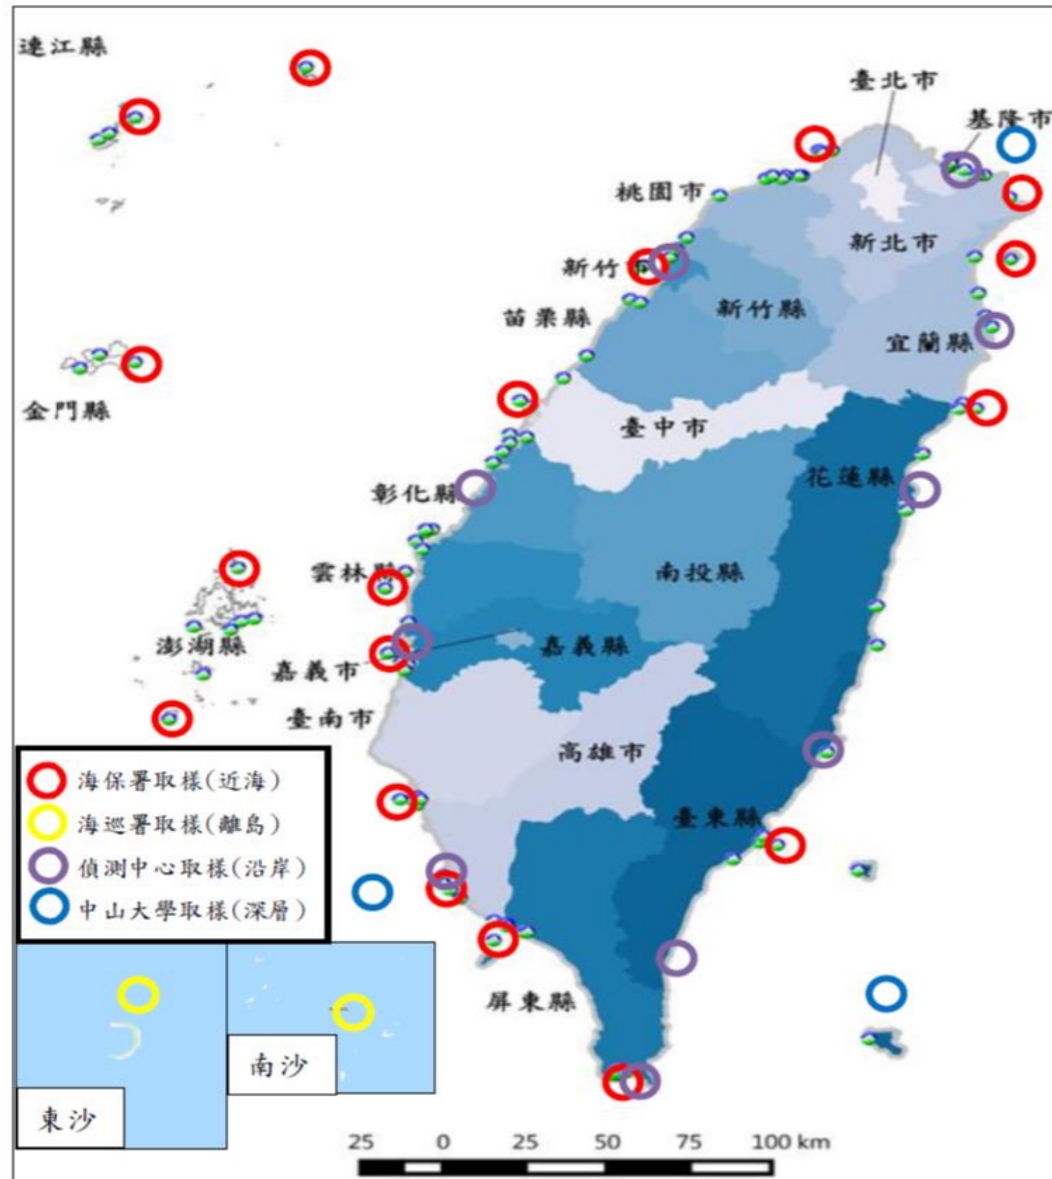 連江縣
臺北市
基隆市
桃園市
新北市
新竹市
新竹縣
苗栗縣
宜蘭縣
金門縣
臺中市
花蓮縣
彰化縣
雲林縣
南投縣
澎湖縣
嘉義縣
嘉義市
臺南市
高雄市
臺東縣
屏東縣
海保署取樣(近海)
海巡署取樣(離島)
偵測中心取樣(沿岸)
中山大學取樣(深層)
東沙
南沙
25 0 25 50 75 100 km